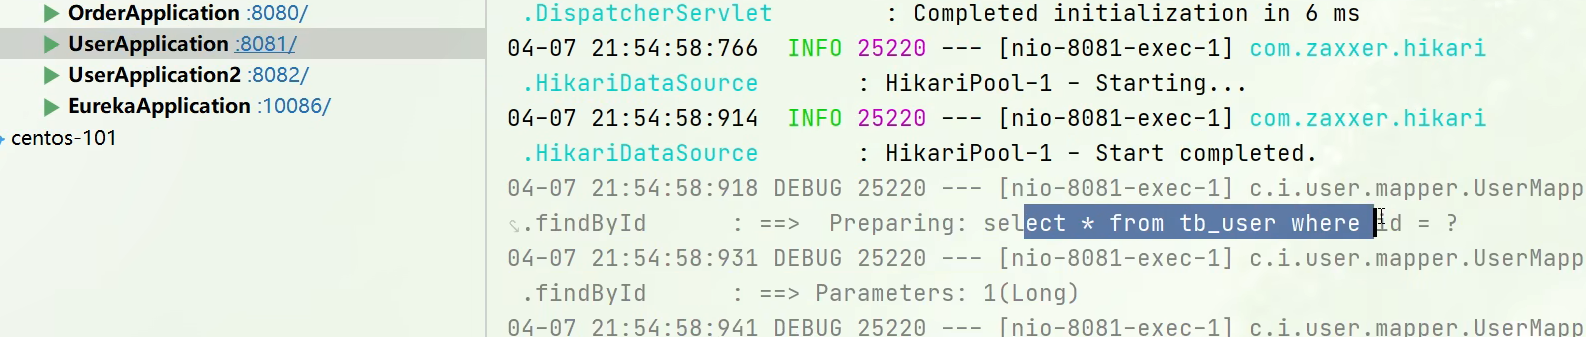 OrderApplication :8080/
UserApplication :8081/
UserApplication2 :8082/
EurekaApplication :10086/
centos-101
.DispatcherServlet : Completed initialization in 6 ms
04-07 21:54:58:766 INFO 25220 --- [nio-8081-exec-1] com.zaxxer.hikari
.HikariDataSource : HikariPool-1 - Starting...
04-07 21:54:58:914 INFO 25220 --- [nio-8081-exec-1] com.zaxxer.hikari
.HikariDataSource : HikariPool-1 - Start completed.
04-07 21:54:58:918 DEBUG 25220 --- [nio-8081-exec-1] c.i.user.mapper.UserMapp
.findById : ==> Preparing: select * from tb_user where id = ?
04-07 21:54:58:931 DEBUG 25220 --- [nio-8081-exec-1] c.i.user.mapper.UserMapp
.findById : ==> Parameters: 1(Long)
04-07 21:54:58:941 DEBUG 25220 --- [nio-8081-exec-1] c.i.user.mapper.UserMapp